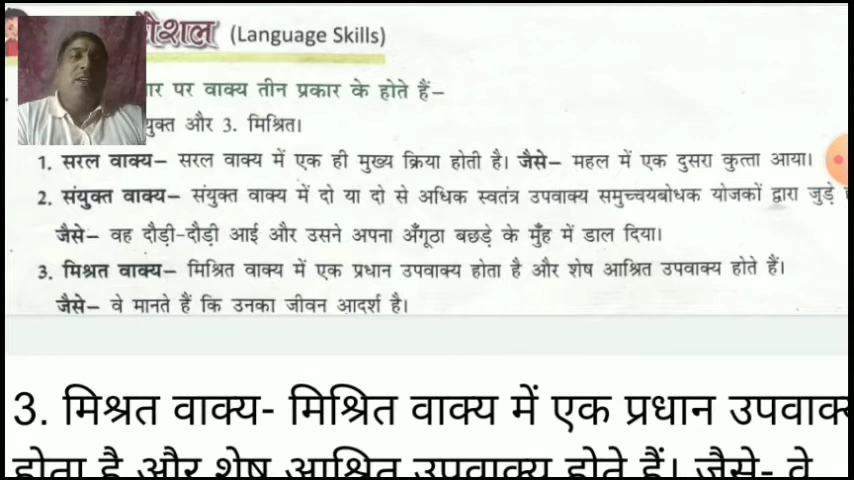 (Language Skills)
पर वाक्य तीन प्रकार के होते हैं–
और 3. मिश्रित।
1. सरल वाक्य– सरल वाक्य में एक ही मुख्य क्रिया होती है। जैसे– महल में एक दुसरा कुत्ता आया।
2. संयुक्त वाक्य– संयुक्त वाक्य में दो या दो से अधिक स्वतंत्र उपवाक्य समुच्चयबोधक योजकों द्वारा जुड़े
जैसे– वह दौड़ी-दौड़ी आई और उसने अपना अँगूठा बछड़े के मुँह में डाल दिया।
3. मिश्रत वाक्य– मिश्रित वाक्य में एक प्रधान उपवाक्य होता है और शेष आश्रित उपवाक्य होते हैं।
जैसे– वे मानते हैं कि उनका जीवन आदर्श है।
3. मिश्रत वाक्य- मिश्रित वाक्य में एक प्रधान
होता है और शेष आश्रित उपवाक्य होते हैं। जैसे- वे